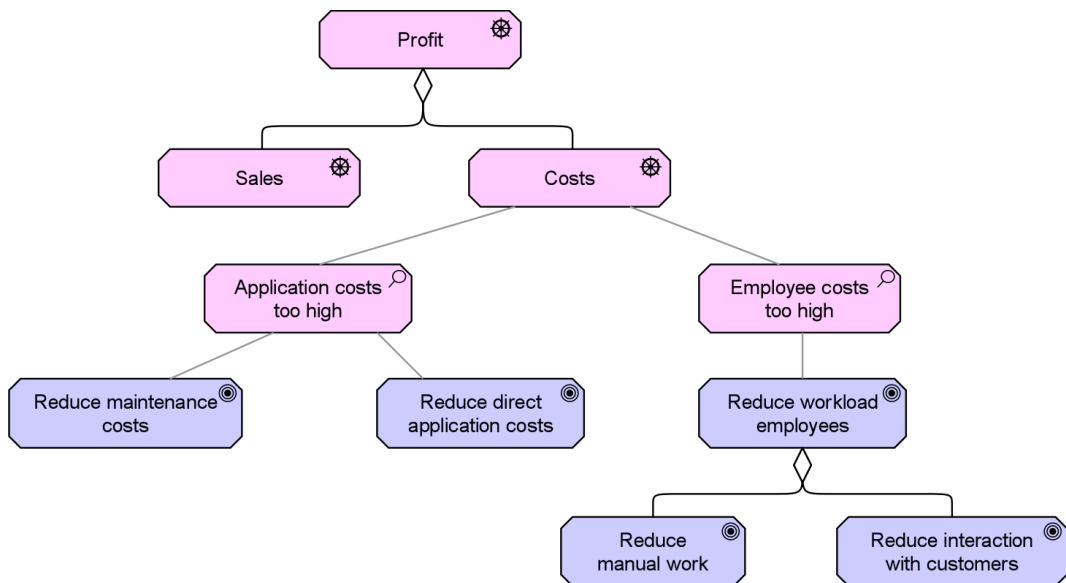 Profit
Sales
Costs
Application costs
too high
Employee costs
too high
Reduce maintenance
costs
Reduce direct
application costs
Reduce workload
employees
Reduce
manual work
Reduce interaction
with customers